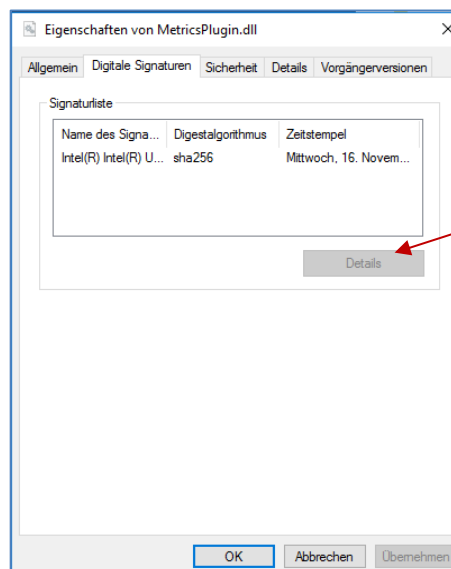 Eigenschaften von MetricsPlugin.dll
Allgemein Digitale Signaturen Sicherheit Details Vorgängerversionen
Signaturliste
Name des Signa... Digestalgorithmus Zeitstempel
Intel(R) Intel(R) U... sha256 Mittwoch, 16. Novem...
Details
OK Abbrechen Übernehmen